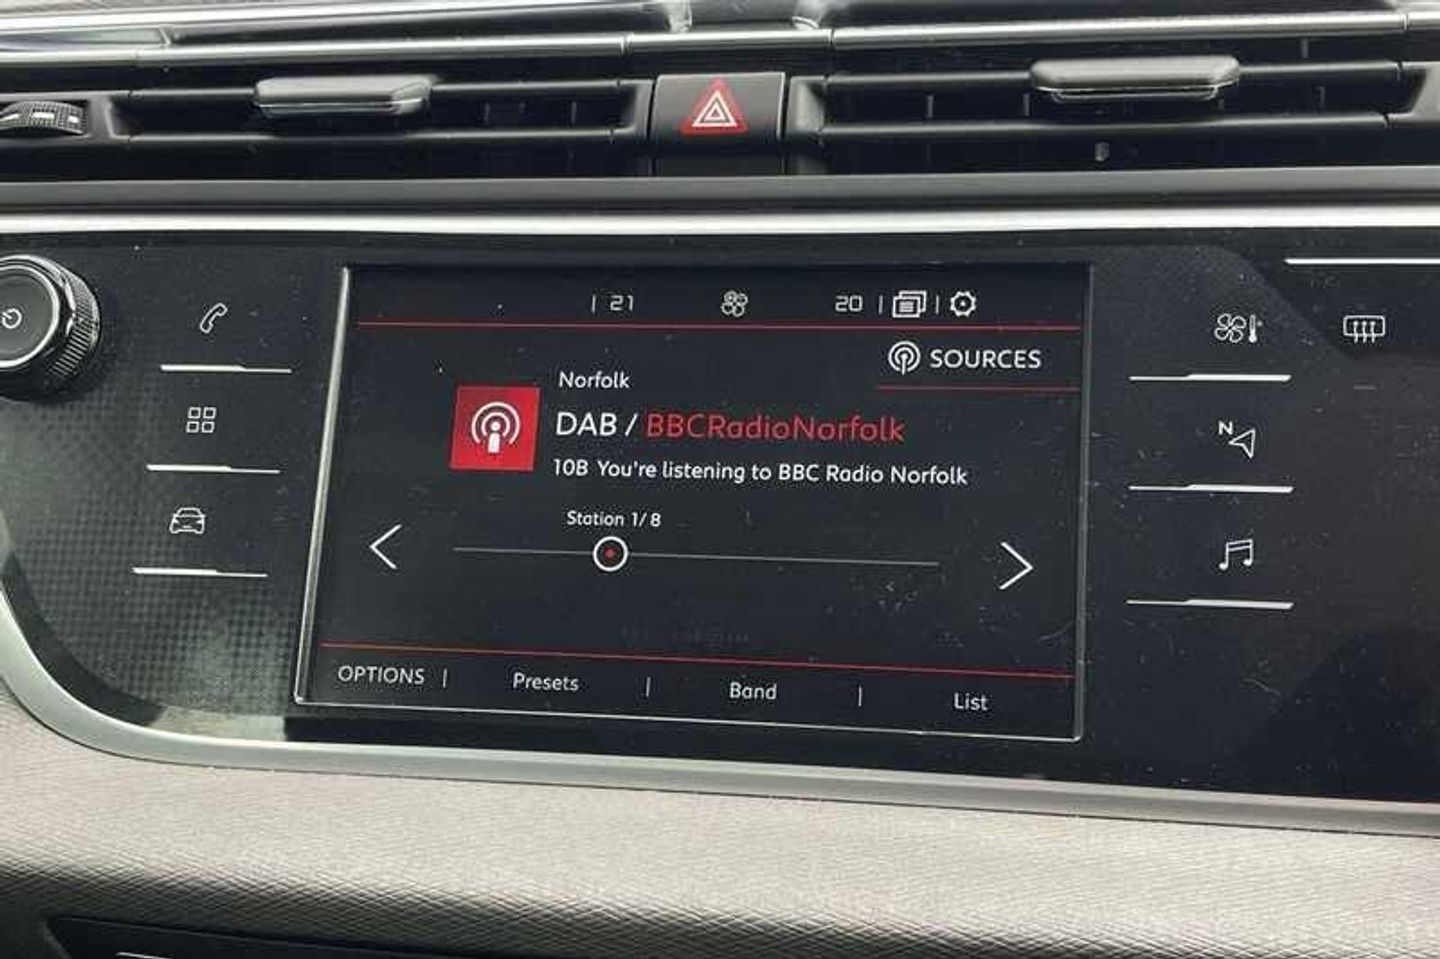 21 20
SOURCES
Norfolk
DAB / BBCRadioNorfolk
10B You're listening to BBC Radio Norfolk
Station 1/8
N
OPTIONS | Presets | Band | List